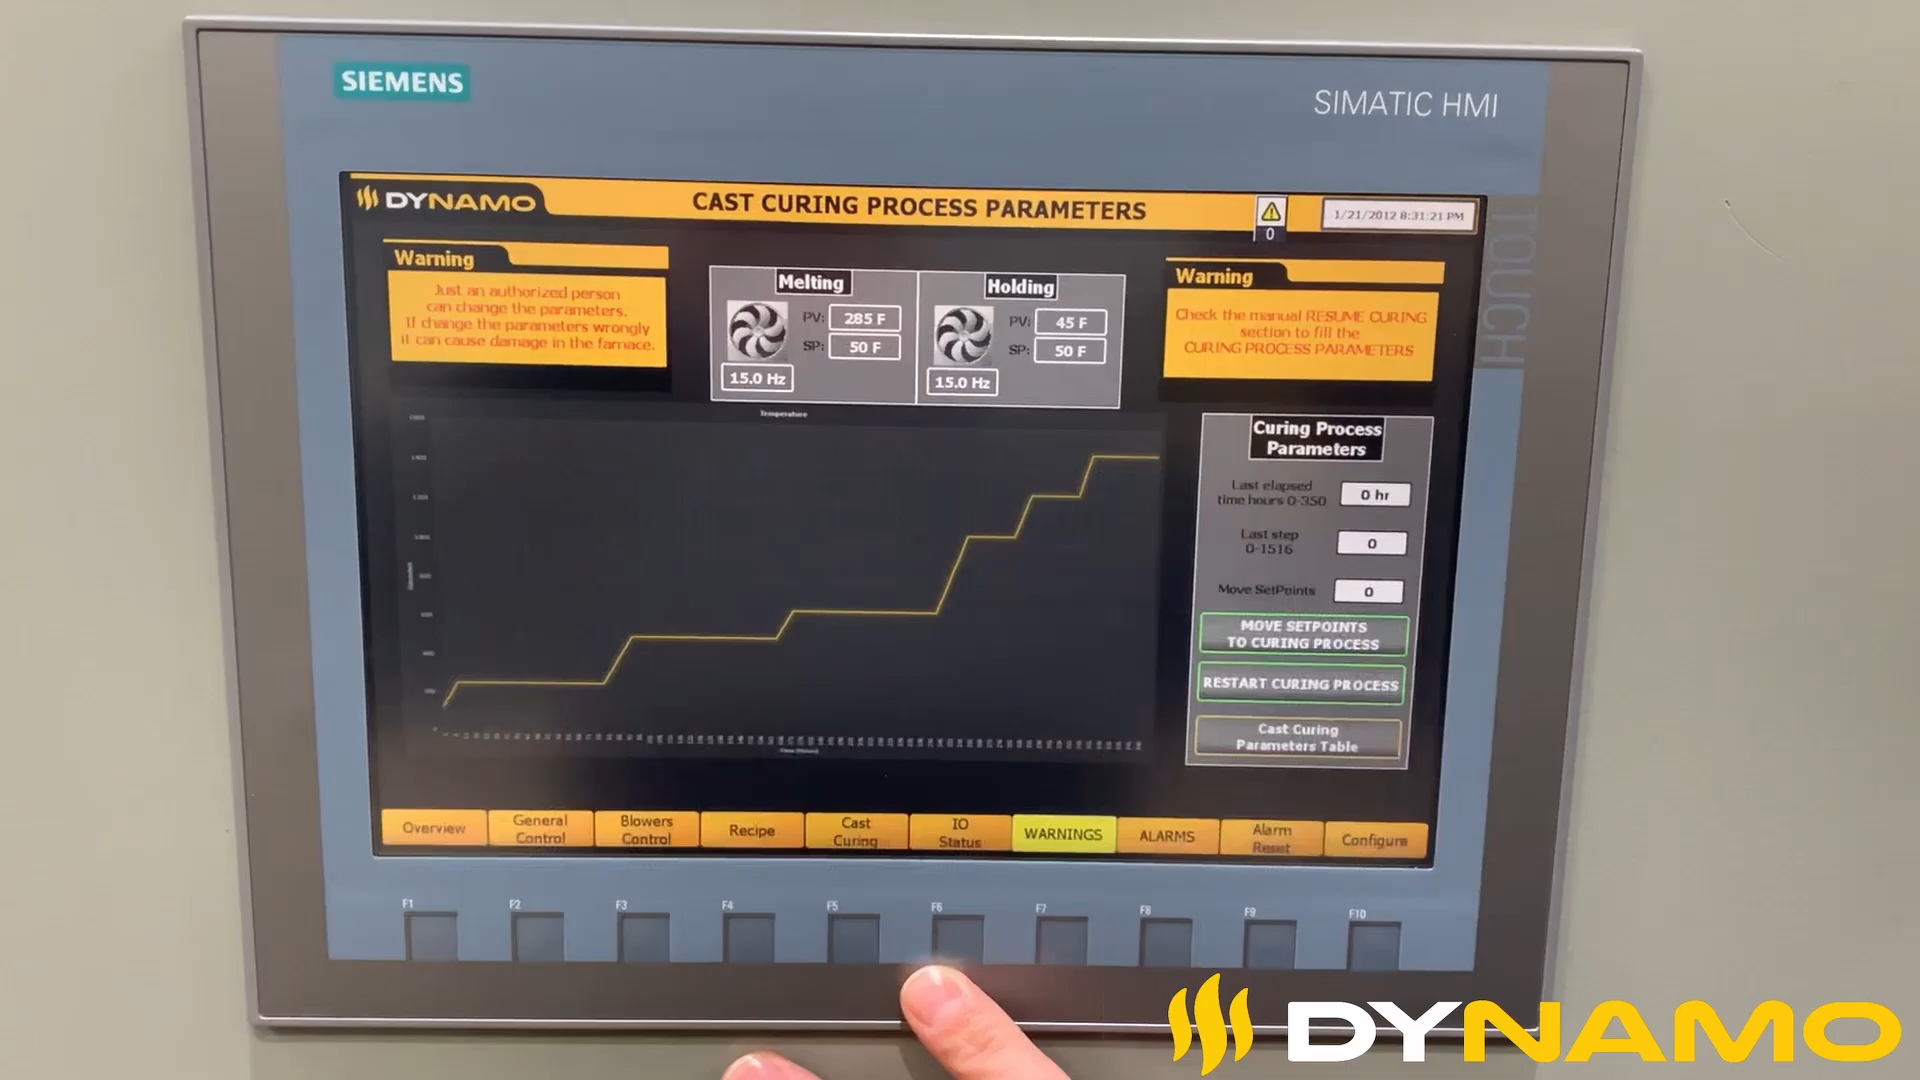 SIEMENS
SIMATIC HMI
TOUCH
DYNAMO
CAST CURING PROCESS PARAMETERS
0
1/21/2012 8:31:21 PM
Warning
Just an authorized person
can change the parameters.
If change the parameters wrongly
it can cause damage in the farnace.
Melting
PV: 285 F
SP: 50 F
15.0 Hz
Holding
PV: 45 F
SP: 50 F
15.0 Hz
Warning
Check the manual RESUME CURING
section to fill the
CURING PROCESS PARAMETERS
Temperature
Curing Process
Parameters
Last elapsed
time hours 0-350
0 hr
Last step
0-1516
0
Move SetPoints
0
MOVE SETPOINTS
TO CURING PROCESS
RESTART CURING PROCESS
Cast Curing
Parameters Table
Overview
General
Control
Blowers
Control
Recipe
Cast
Curing
IO
Status
WARNINGS
ALARMS
Alarm
Reset
Configure
F1
F2
F3
F4
F5
F6
F7
F8
F9
F10
DYNAMO